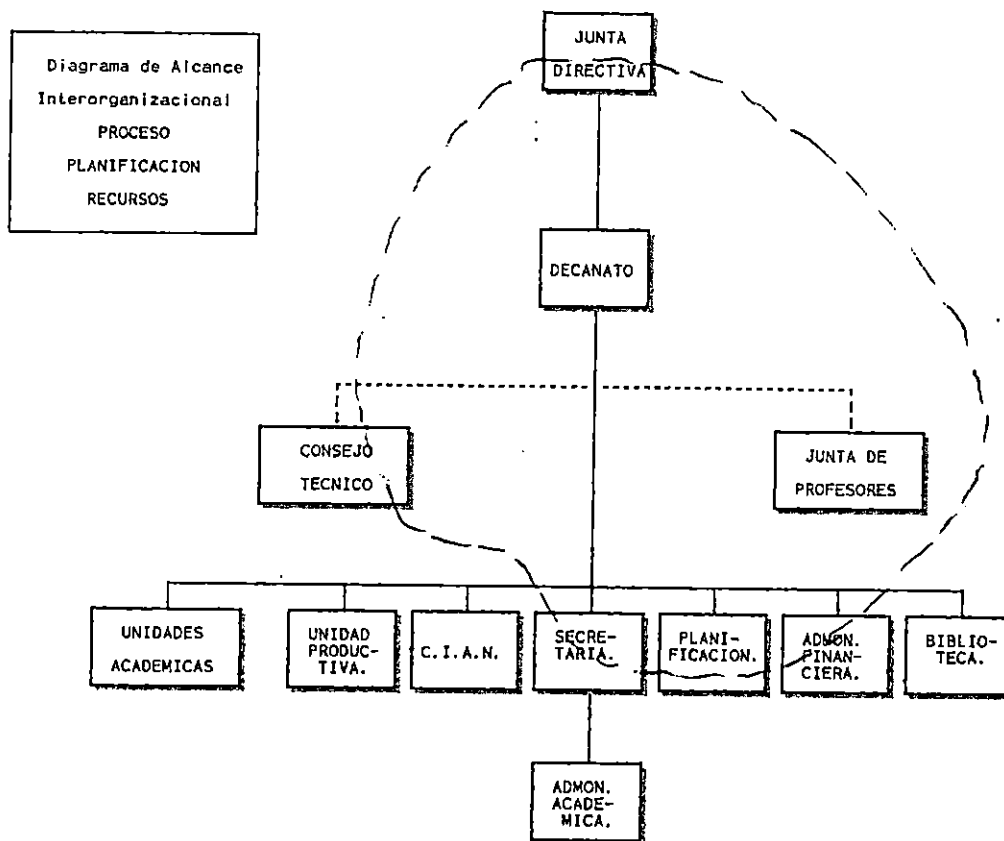 Diagrama de Alcance
Interorganizacional
PROCESO
PLANIFICACION
RECURSOS
JUNTA
DIRECTIVA
DECANATO
CONSEJO
TECNICO
JUNTA DE
PROFESORES
UNIDADES
ACADEMICAS
UNIDAD
PRODUC-
TIVA.
C.I.A.N.
SECRE-
TARIA.
PLANI-
FICACION.
ADMON.
FINAN-
CIERA.
BIBLIO-
TECA.
ADMON.
ACADE-
MICA.